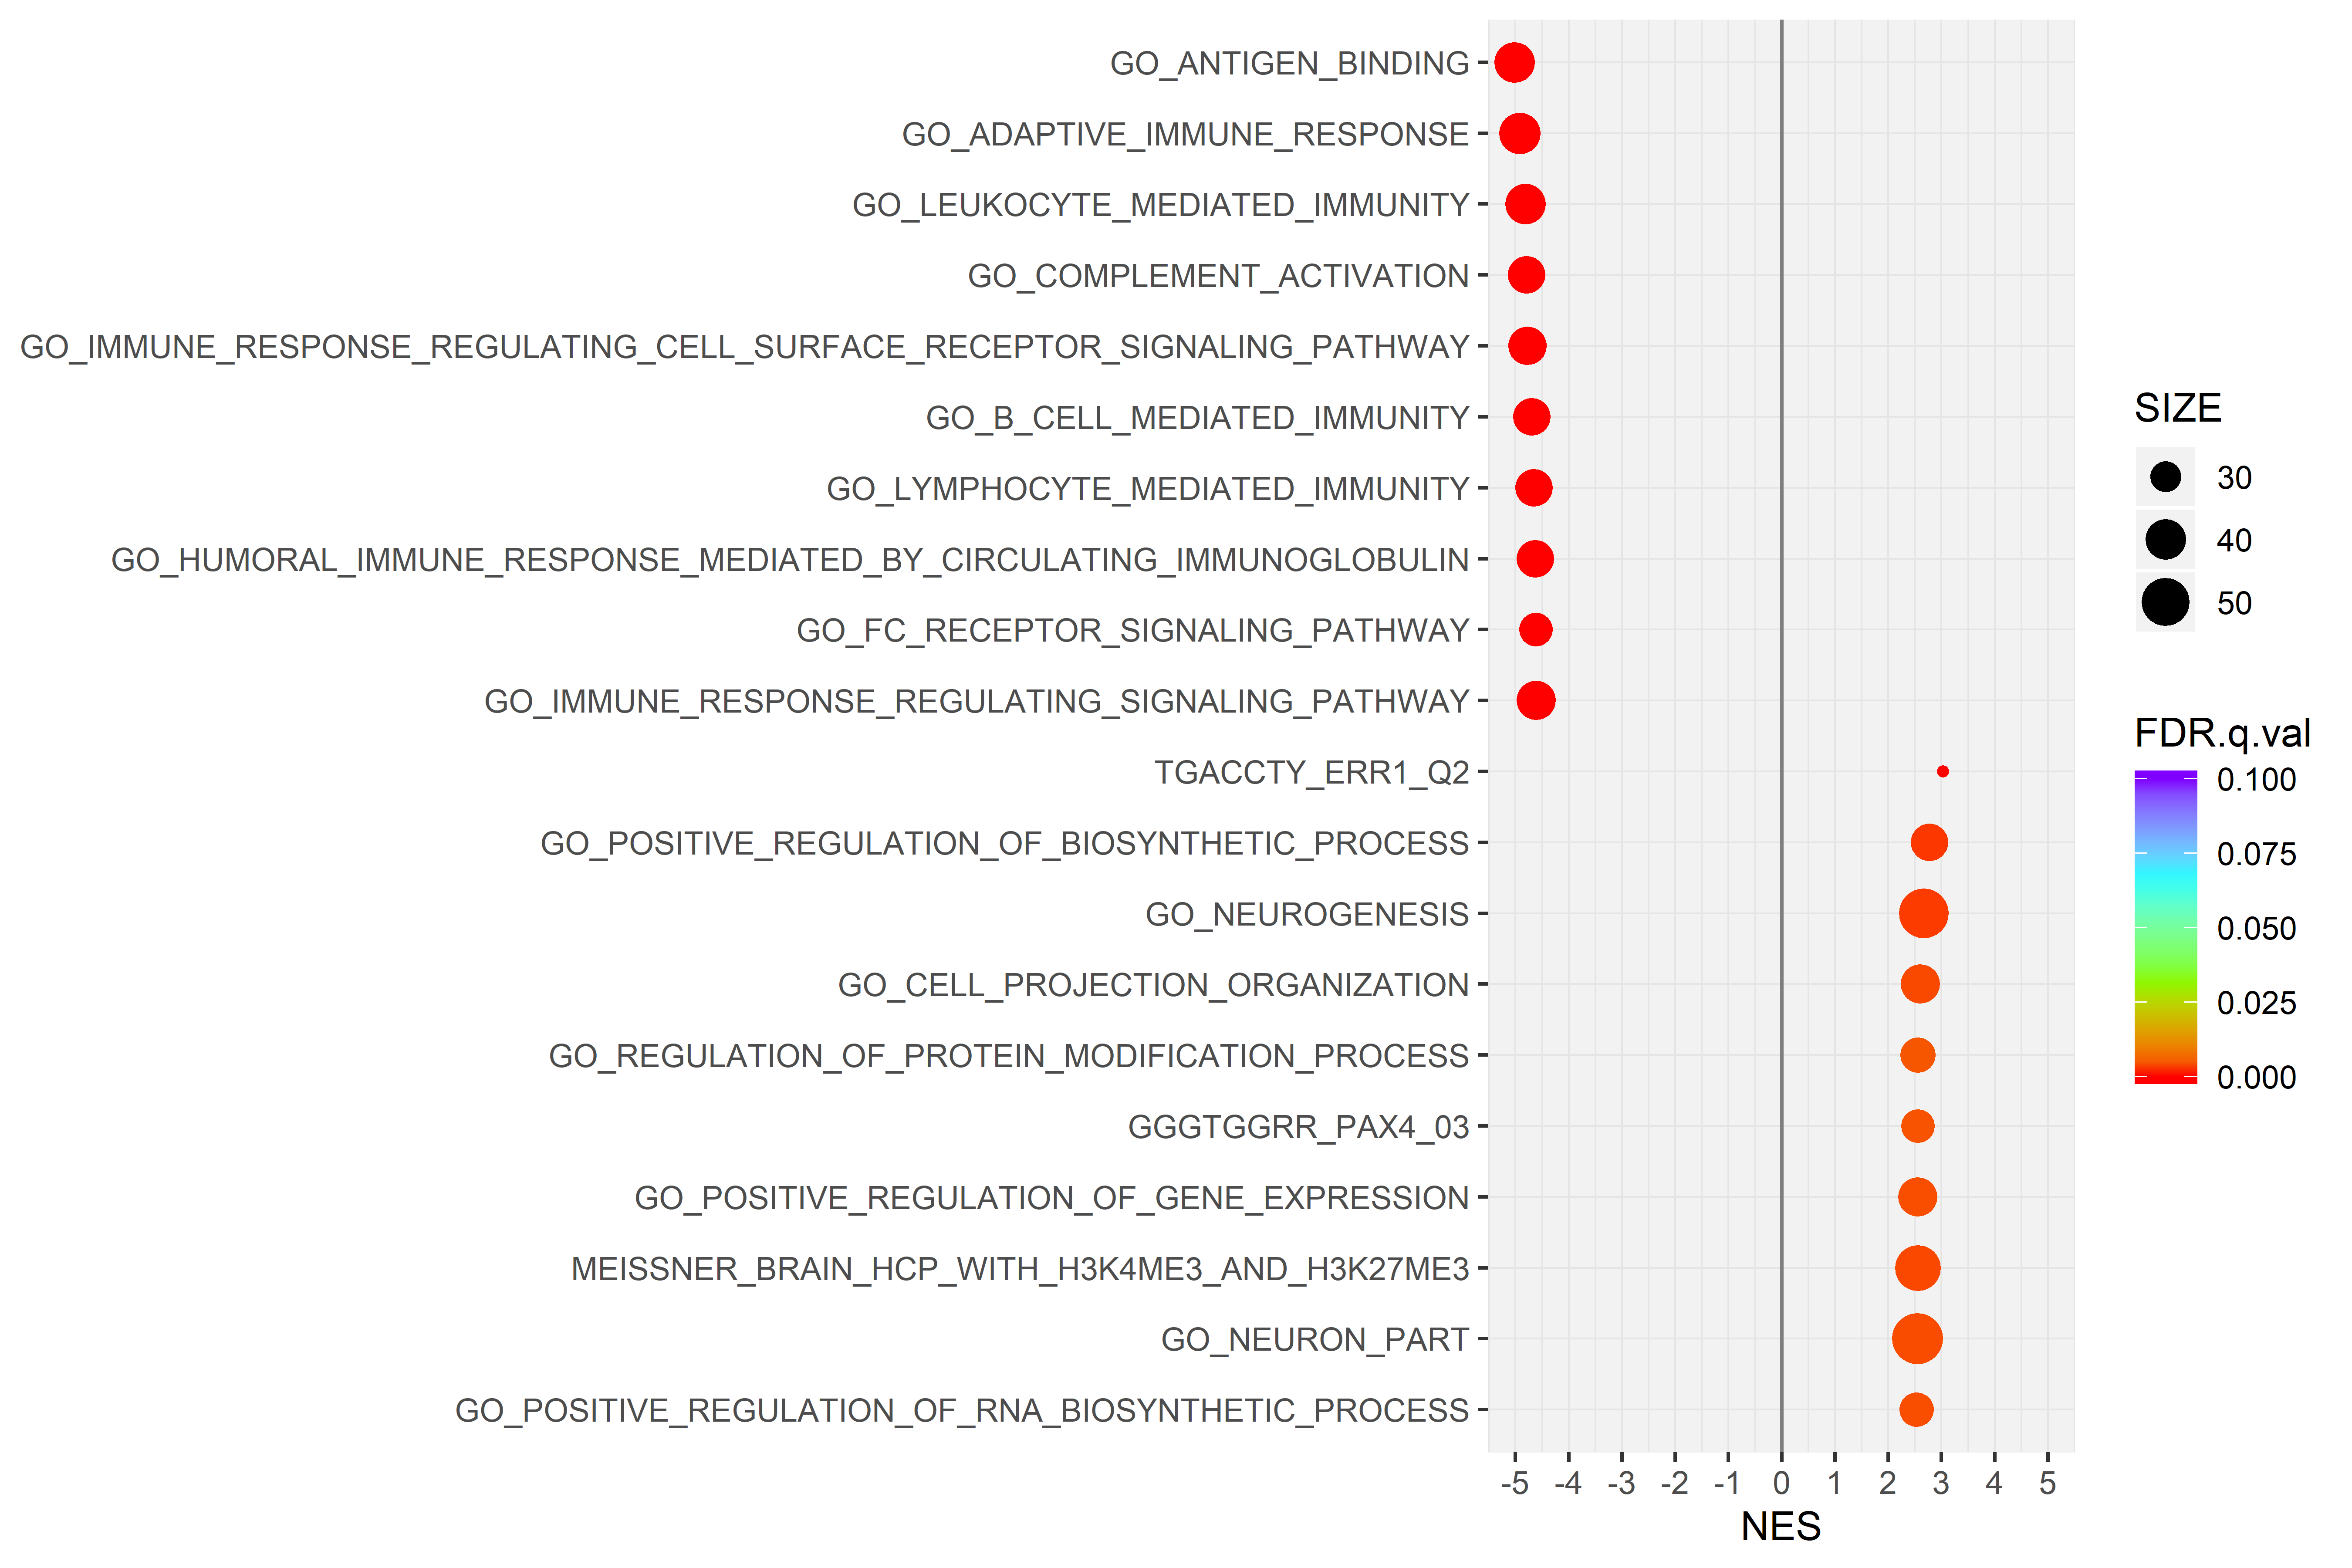 GO_ANTIGEN_BINDING
GO_ADAPTIVE_IMMUNE_RESPONSE
GO_LEUKOCYTE_MEDIATED_IMMUNITY
GO_COMPLEMENT_ACTIVATION
GO_IMMUNE_RESPONSE_REGULATING_CELL_SURFACE_RECEPTOR_SIGNALING_PATHWAY
GO_B_CELL_MEDIATED_IMMUNITY
GO_LYMPHOCYTE_MEDIATED_IMMUNITY
GO_HUMORAL_IMMUNE_RESPONSE_MEDIATED_BY_CIRCULATING_IMMUNOGLOBULIN
GO_FC_RECEPTOR_SIGNALING_PATHWAY
GO_IMMUNE_RESPONSE_REGULATING_SIGNALING_PATHWAY
TGACCTY_ERR1_Q2
GO_POSITIVE_REGULATION_OF_BIOSYNTHETIC_PROCESS
GO_NEUROGENESIS
GO_CELL_PROJECTION_ORGANIZATION
GO_REGULATION_OF_PROTEIN_MODIFICATION_PROCESS
GGGTGGRR_PAX4_03
GO_POSITIVE_REGULATION_OF_GENE_EXPRESSION
MEISSNER_BRAIN_HCP_WITH_H3K4ME3_AND_H3K27ME3
GO_NEURON_PART
GO_POSITIVE_REGULATION_OF_RNA_BIOSYNTHETIC_PROCESS
-5 -4 -3 -2 -1 0 1 2 3 4 5
NES
SIZE
30
40
50
FDR.q.val
0.100
0.075
0.050
0.025
0.000